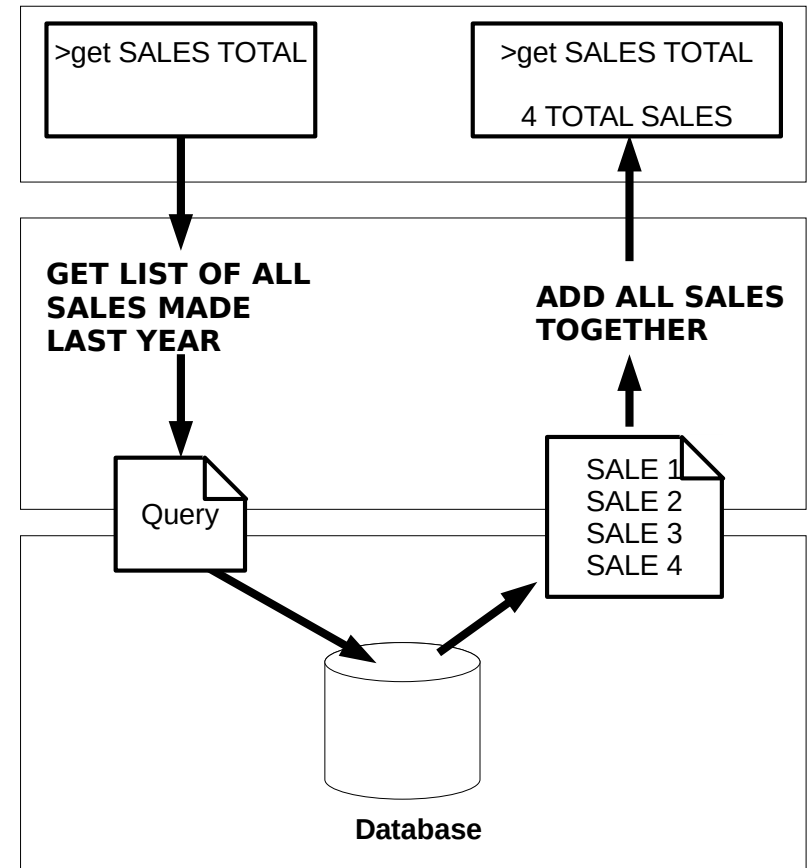 >get SALES TOTAL
>get SALES TOTAL
4 TOTAL SALES
GET LIST OF ALL
SALES MADE
LAST YEAR
ADD ALL SALES
TOGETHER
Query
SALE 1
SALE 2
SALE 3
SALE 4
Database